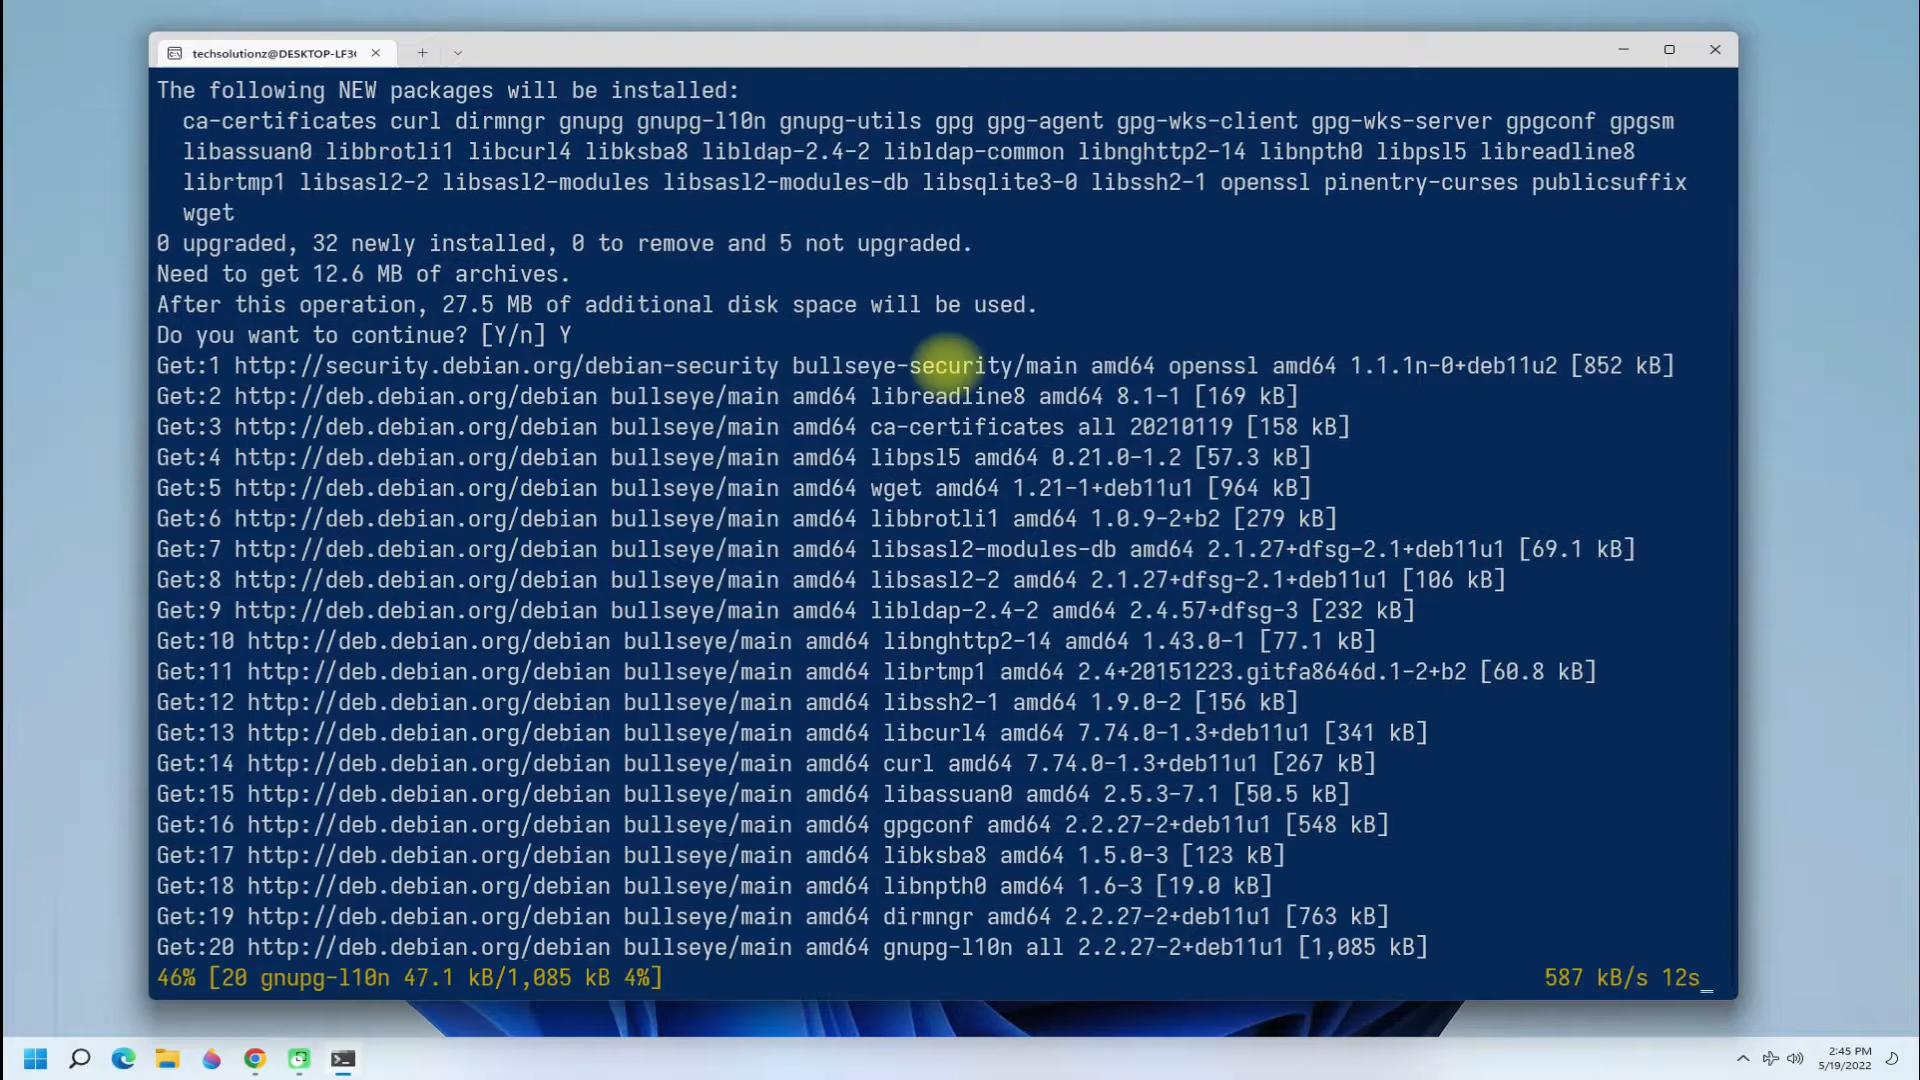 techsolutionz@DESKTOP-LF3
The following NEW packages will be installed:
ca-certificates curl dirmngr gnupg gnupg-l10n gnupg-utils gpg gpg-agent gpg-wks-client gpg-wks-server gpgconf gpgsm
libassuan0 libbrotli1 libcurl4 libksba8 libldap-2.4-2 libldap-common libnghttp2-14 libnpth0 libpsl5 libreadline8
librtmp1 libsasl2-2 libsasl2-modules libsasl2-modules-db libsqlite3-0 libssh2-1 openssl pinentry-curses publicsuffix
wget
0 upgraded, 32 newly installed, 0 to remove and 5 not upgraded.
Need to get 12.6 MB of archives.
After this operation, 27.5 MB of additional disk space will be used.
Do you want to continue? [Y/n] Y
Get:1 http://security.debian.org/debian-security bullseye-security/main amd64 openssl amd64 1.1.1n-0+deb11u2 [852 kB]
Get:2 http://deb.debian.org/debian bullseye/main amd64 libreadline8 amd64 8.1-1 [169 kB]
Get:3 http://deb.debian.org/debian bullseye/main amd64 ca-certificates all 20210119 [158 kB]
Get:4 http://deb.debian.org/debian bullseye/main amd64 libpsl5 amd64 0.21.0-1.2 [57.3 kB]
Get:5 http://deb.debian.org/debian bullseye/main amd64 wget amd64 1.21-1+deb11u1 [964 kB]
Get:6 http://deb.debian.org/debian bullseye/main amd64 libbrotli1 amd64 1.0.9-2+b2 [279 kB]
Get:7 http://deb.debian.org/debian bullseye/main amd64 libsasl2-modules-db amd64 2.1.27+dfsg-2.1+deb11u1 [69.1 kB]
Get:8 http://deb.debian.org/debian bullseye/main amd64 libsasl2-2 amd64 2.1.27+dfsg-2.1+deb11u1 [106 kB]
Get:9 http://deb.debian.org/debian bullseye/main amd64 libldap-2.4-2 amd64 2.4.57+dfsg-3 [232 kB]
Get:10 http://deb.debian.org/debian bullseye/main amd64 libnghttp2-14 amd64 1.43.0-1 [77.1 kB]
Get:11 http://deb.debian.org/debian bullseye/main amd64 librtmp1 amd64 2.4+20151223.gitfa8646d.1-2+b2 [60.8 kB]
Get:12 http://deb.debian.org/debian bullseye/main amd64 libssh2-1 amd64 1.9.0-2 [156 kB]
Get:13 http://deb.debian.org/debian bullseye/main amd64 libcurl4 amd64 7.74.0-1.3+deb11u1 [341 kB]
Get:14 http://deb.debian.org/debian bullseye/main amd64 curl amd64 7.74.0-1.3+deb11u1 [267 kB]
Get:15 http://deb.debian.org/debian bullseye/main amd64 libassuan0 amd64 2.5.3-7.1 [50.5 kB]
Get:16 http://deb.debian.org/debian bullseye/main amd64 gpgconf amd64 2.2.27-2+deb11u1 [548 kB]
Get:17 http://deb.debian.org/debian bullseye/main amd64 libksba8 amd64 1.5.0-3 [123 kB]
Get:18 http://deb.debian.org/debian bullseye/main amd64 libnpth0 amd64 1.6-3 [19.0 kB]
Get:19 http://deb.debian.org/debian bullseye/main amd64 dirmngr amd64 2.2.27-2+deb11u1 [763 kB]
Get:20 http://deb.debian.org/debian bullseye/main amd64 gnupg-l10n all 2.2.27-2+deb11u1 [1,085 kB]
46% [20 gnupg-l10n 47.1 kB/1,085 kB 4%] 587 kB/s 12s
2:45 PM
5/19/2022